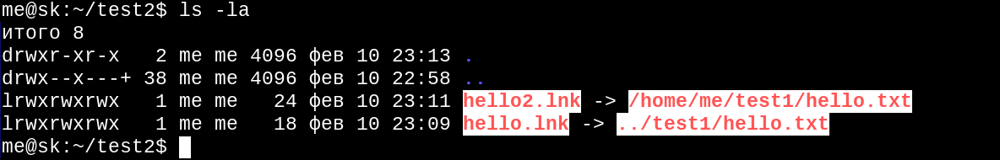 me@sk:~/test2$ ls -la
итого 8
drwxr-xr-x   2 me me 4096 фев 10 23:13 .
drwx--x---+ 38 me me 4096 фев 10 22:58 ..
lrwxrwxrwx   1 me me   24 фев 10 23:11 hello2.lnk -> /home/me/test1/hello.txt
lrwxrwxrwx   1 me me   18 фев 10 23:09 hello.lnk -> ../test1/hello.txt
me@sk:~/test2$